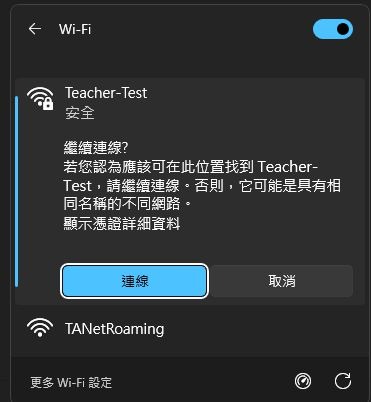 Wi-Fi
Teacher-Test
安全
繼續連線?
若您認為應該可在此位置找到 Teacher-
Test，請繼續連線。否則，它可能是具有相
同名稱的不同網路。
顯示憑證詳細資料
連線
取消
TANetRoaming
更多 Wi-Fi 設定